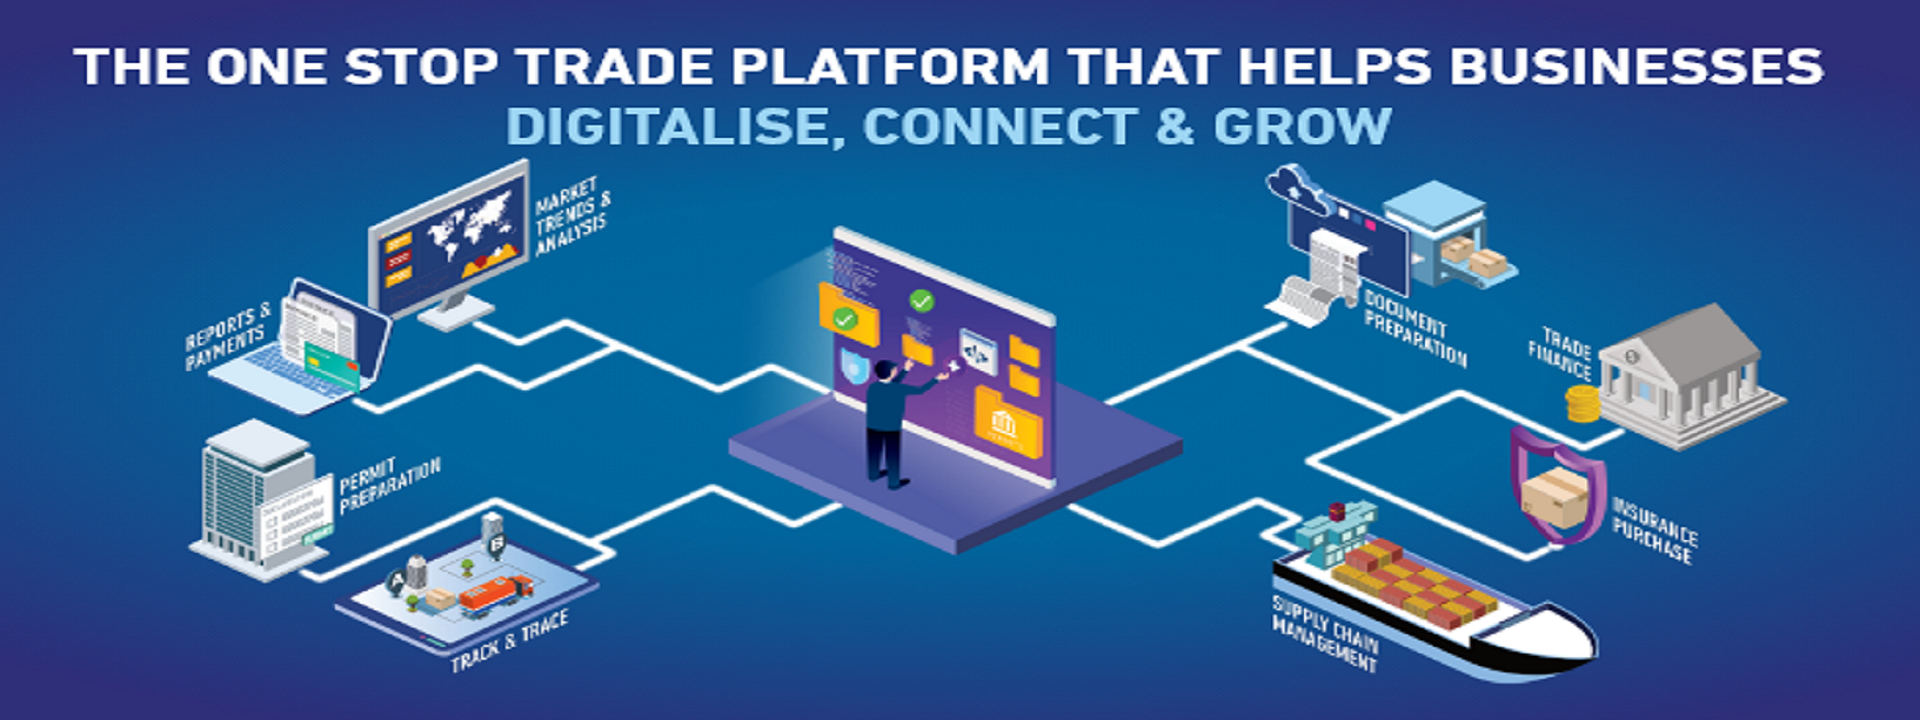 THE ONE STOP TRADE PLATFORM THAT HELPS BUSINESSES
DIGITALISE, CONNECT & GROW
MARKET
TRENDS &
ANALYSIS
REPORTS &
PAYMENTS
PERMIT
PREPARATION
A
B
TRACK & TRACE
DOCUMENT
PREPARATION
TRADE
FINANCE
INSURANCE
PURCHASE
SUPPLY CHAIN
MANAGEMENT